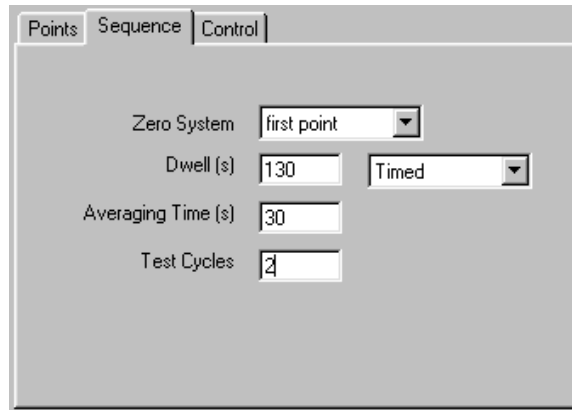 Points Sequence Control
Zero System first point
Dwell (s) 130 Timed
Averaging Time (s) 30
Test Cycles 2